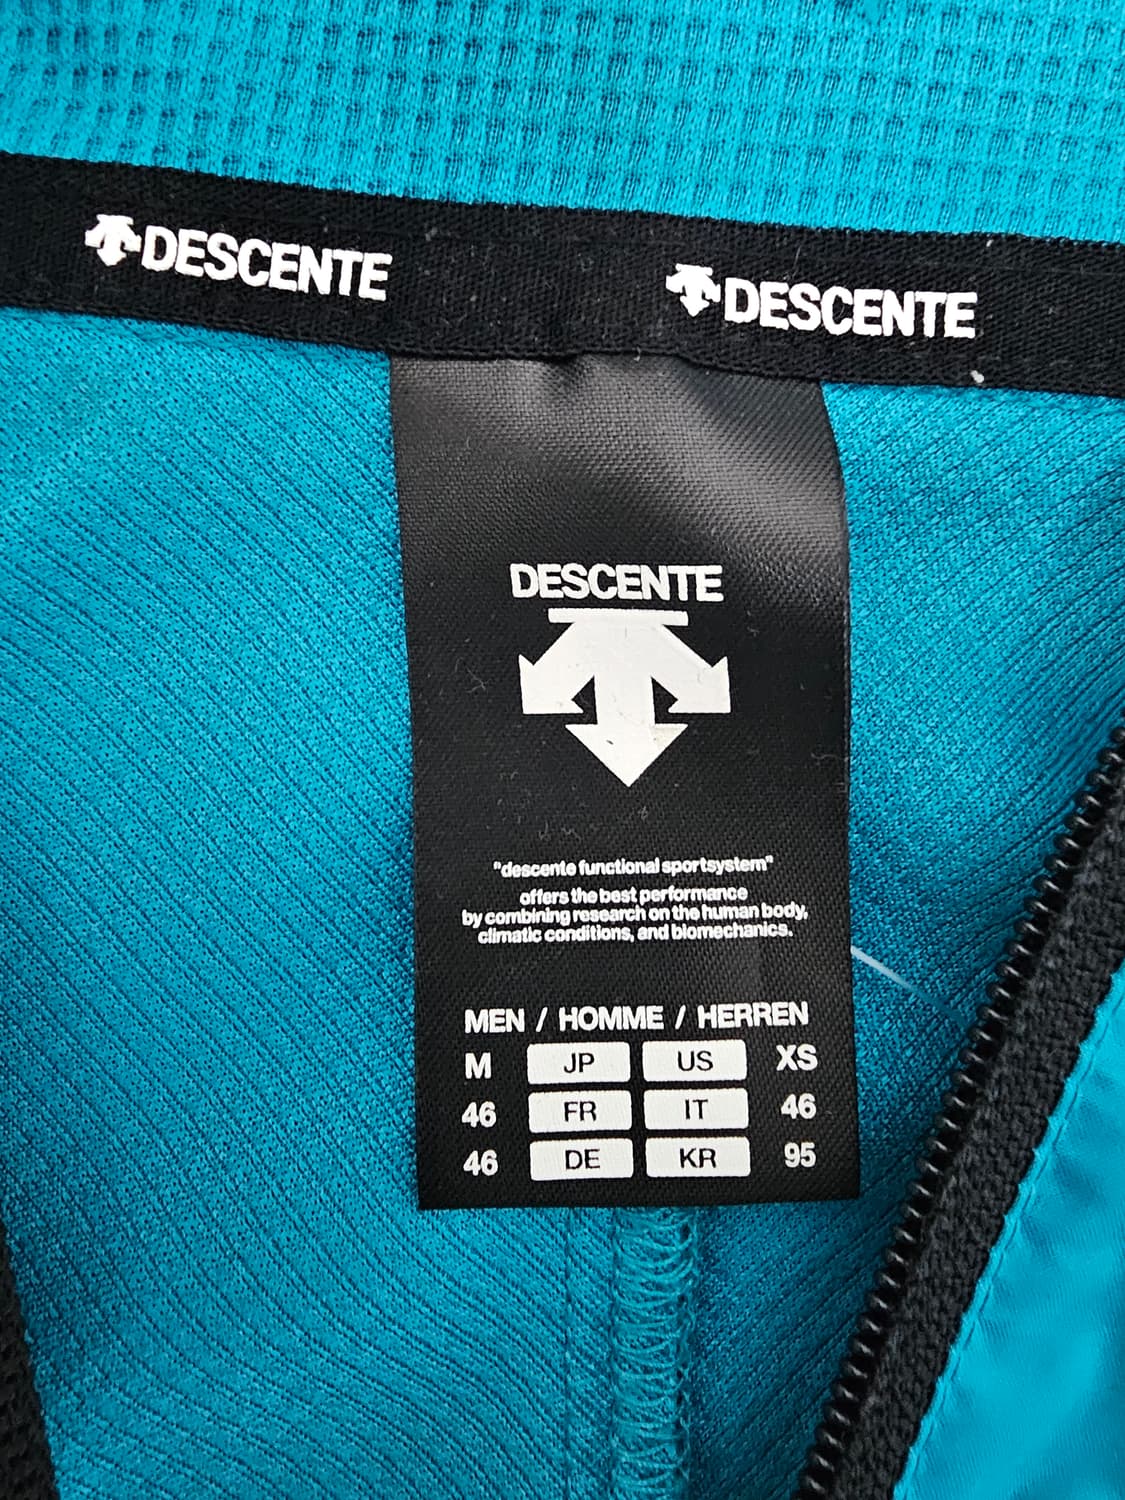 DESCENTE DESCENTE
DESCENTE
"descente functional sportsystem"
offers the best performance
by combining research on the human body,
climatic conditions, and biomechanics.
MEN / HOMME / HERREN
M JP US XS
46 FR IT 46
46 DE KR 95